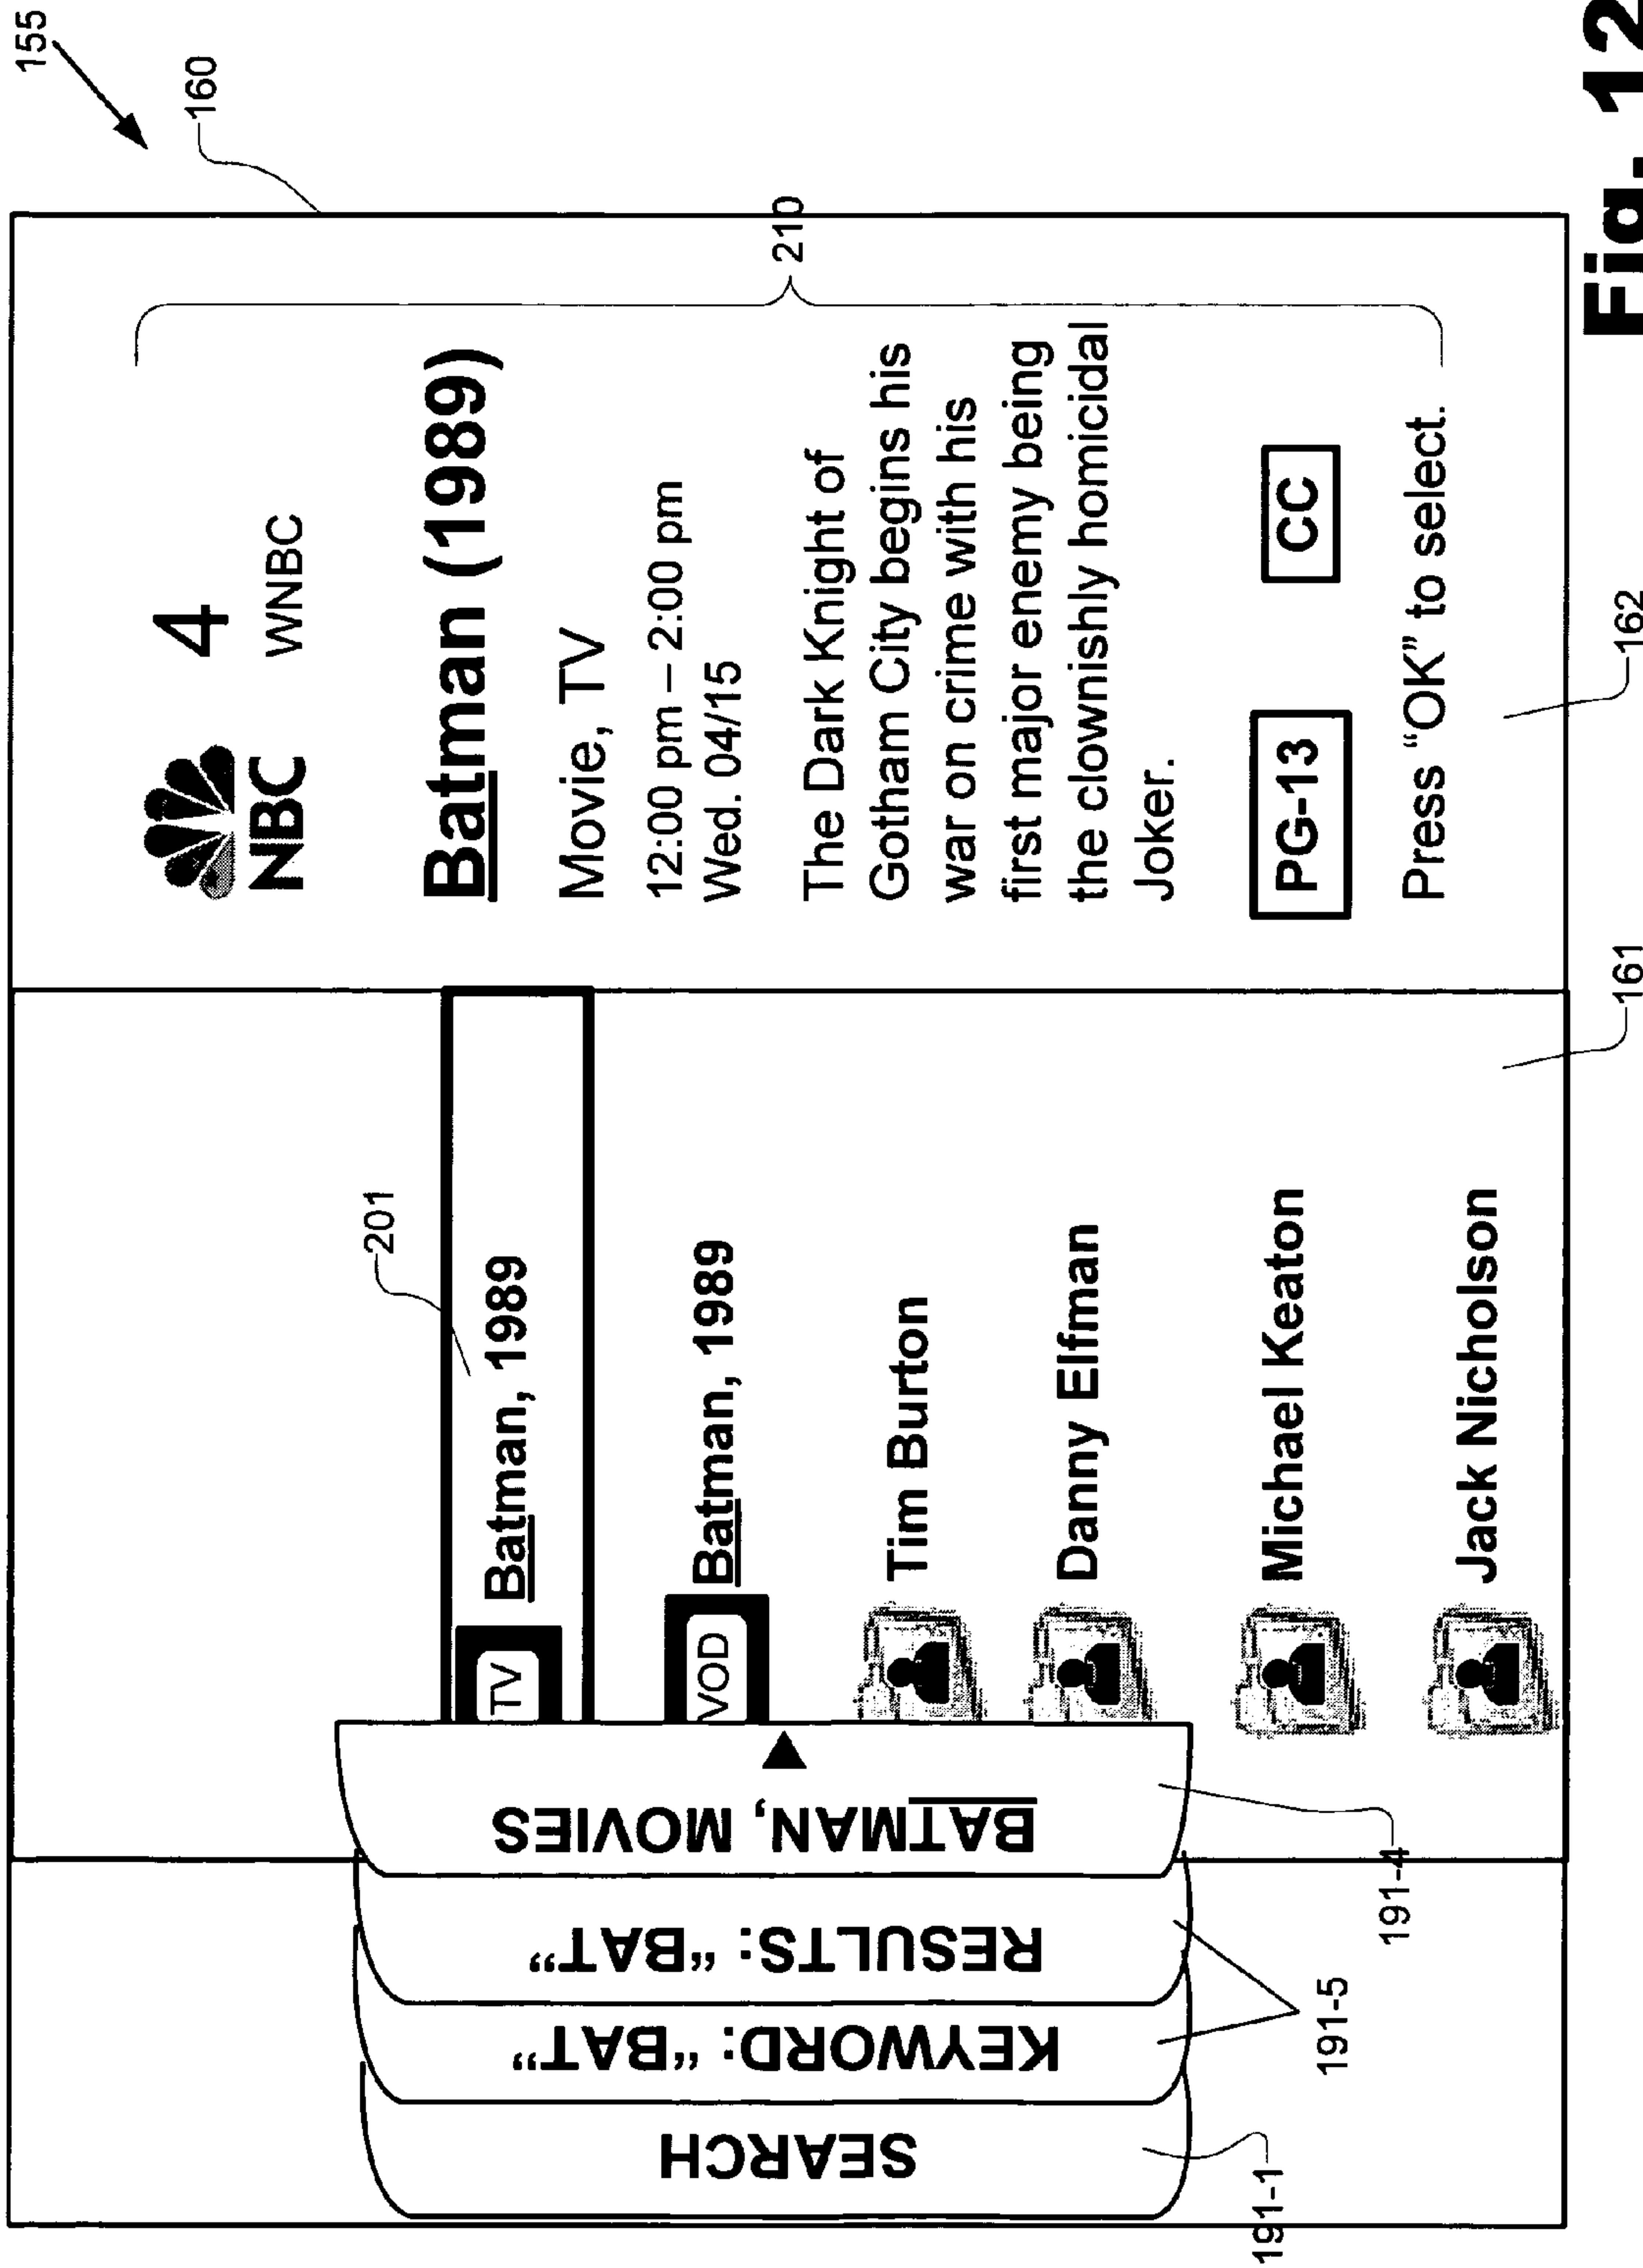 155
160
SEARCH
KEYWORD: “BAT”
RESULTS: “BAT”
BATMAN, MOVIES
191-1
191-5
191-4
201
TV
Batman, 1989
VOD
Batman, 1989
Tim Burton
Danny Elfman
Michael Keaton
Jack Nicholson
161
NBC
4
WNBC
Batman (1989)
Movie, TV
12:00 pm – 2:00 pm
Wed. 04/15
The Dark Knight of
Gotham City begins his
war on crime with his
first major enemy being
the clownishly homicidal
Joker.
PG-13
CC
Press “OK” to select.
210
162
Fig. 12